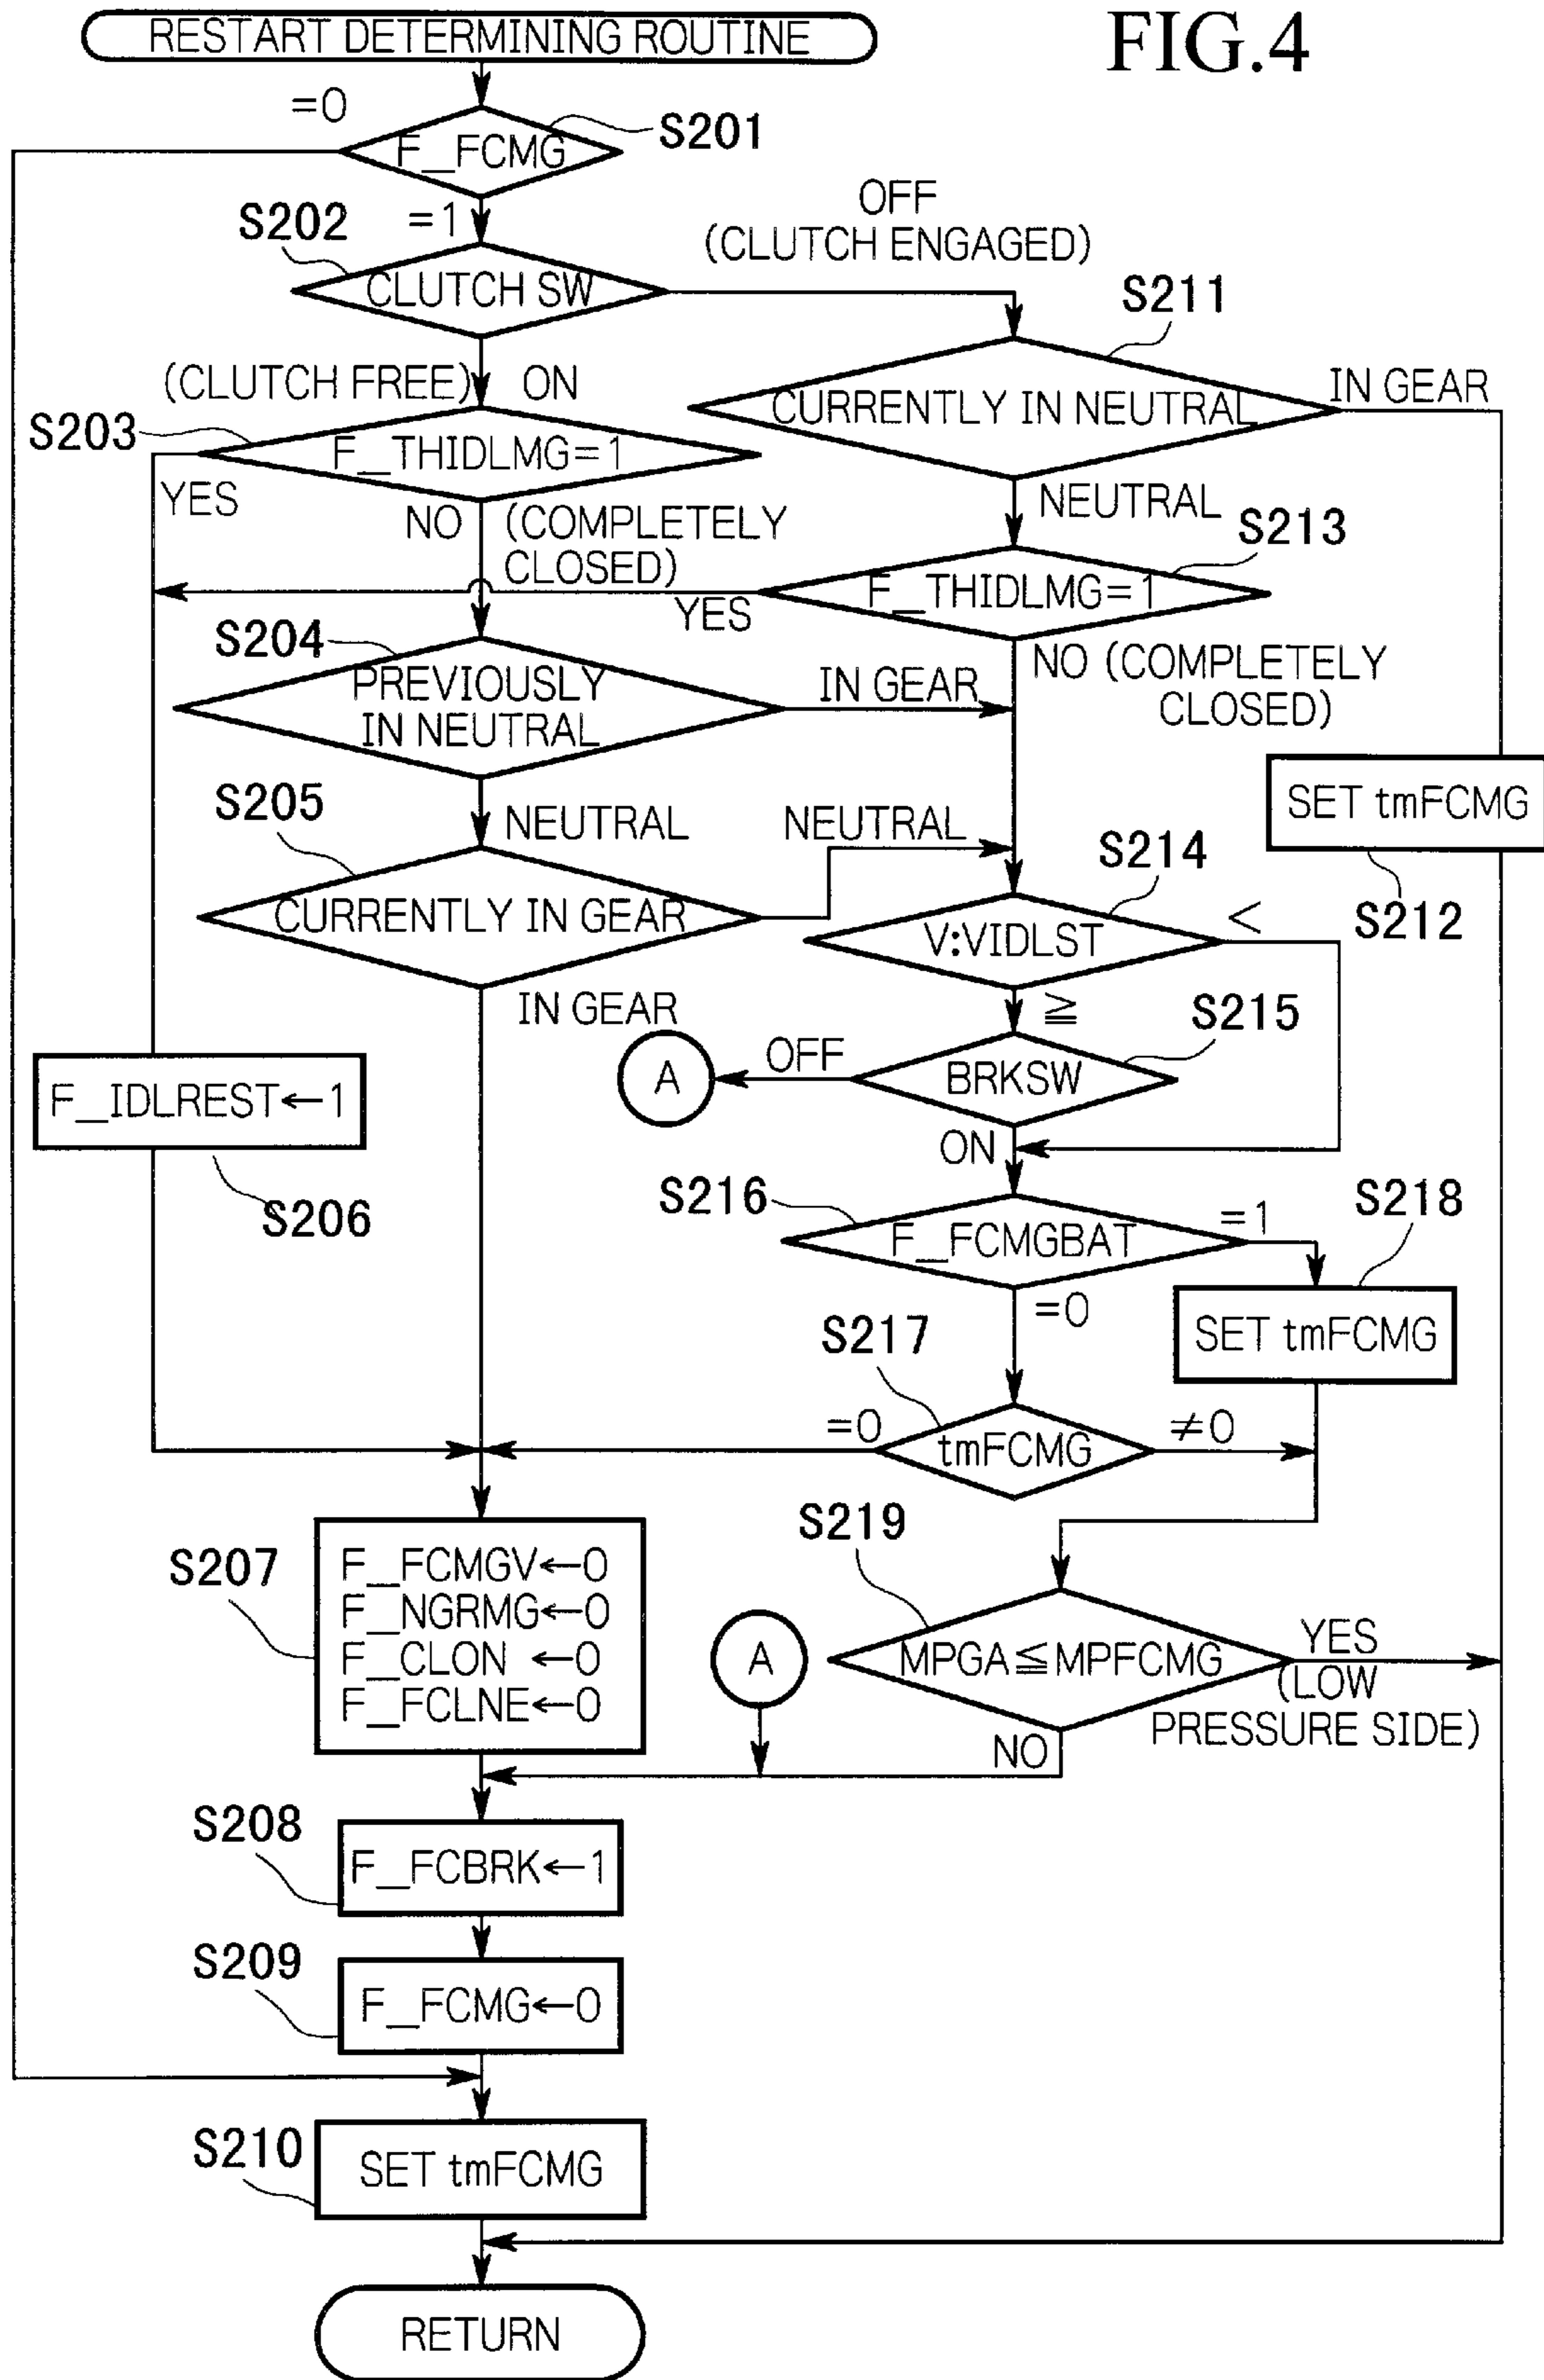 FIG.4
RESTART DETERMINING ROUTINE
=0
F_FCMG
S201
=1
S202
CLUTCH SW
OFF
(CLUTCH ENGAGED)
S211
(CLUTCH FREE)
ON
CURRENTLY IN NEUTRAL
IN GEAR
S203
F_THIDLMG=1
YES
NO
(COMPLETELY
CLOSED)
NEUTRAL
S213
F_THIDLMG=1
YES
S204
PREVIOUSLY
IN NEUTRAL
IN GEAR
NO (COMPLETELY
CLOSED)
SET tmFCMG
S212
S205
NEUTRAL
NEUTRAL
CURRENTLY IN GEAR
S214
V:VIDLST
<
IN GEAR
≧
S215
A
OFF
BRKSW
F_IDLREST←1
ON
S206
S216
F_FCMGBAT
=1
S218
=0
SET tmFCMG
S217
=0
tmFCMG
≠0
S219
S207
F_FCMGV←0
F_NGRMG←0
F_CLON ←0
F_FCLNE←0
A
MPGA≦MPFCMG
YES
(LOW
PRESSURE SIDE)
NO
S208
F_FCBRK←1
S209
F_FCMG←0
S210
SET tmFCMG
RETURN